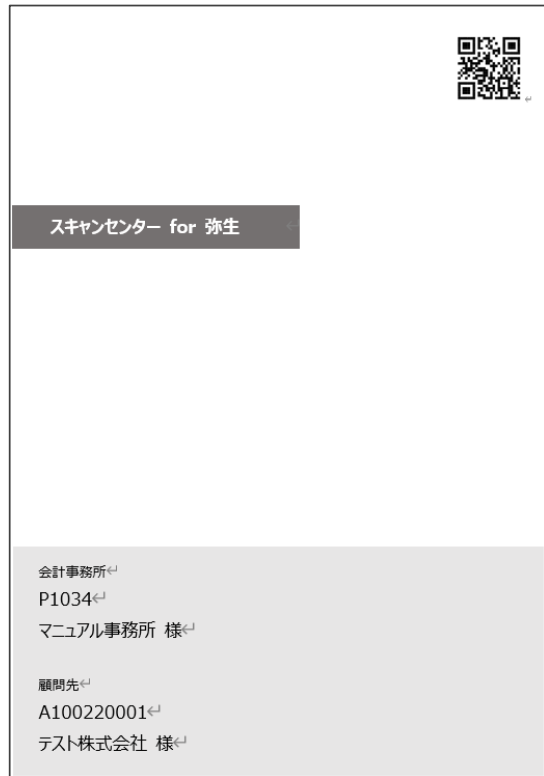 スキャンセンター for 弥生
会計事務所
P1034
マニュアル事務所 様
顧問先
A100220001
テスト株式会社 様